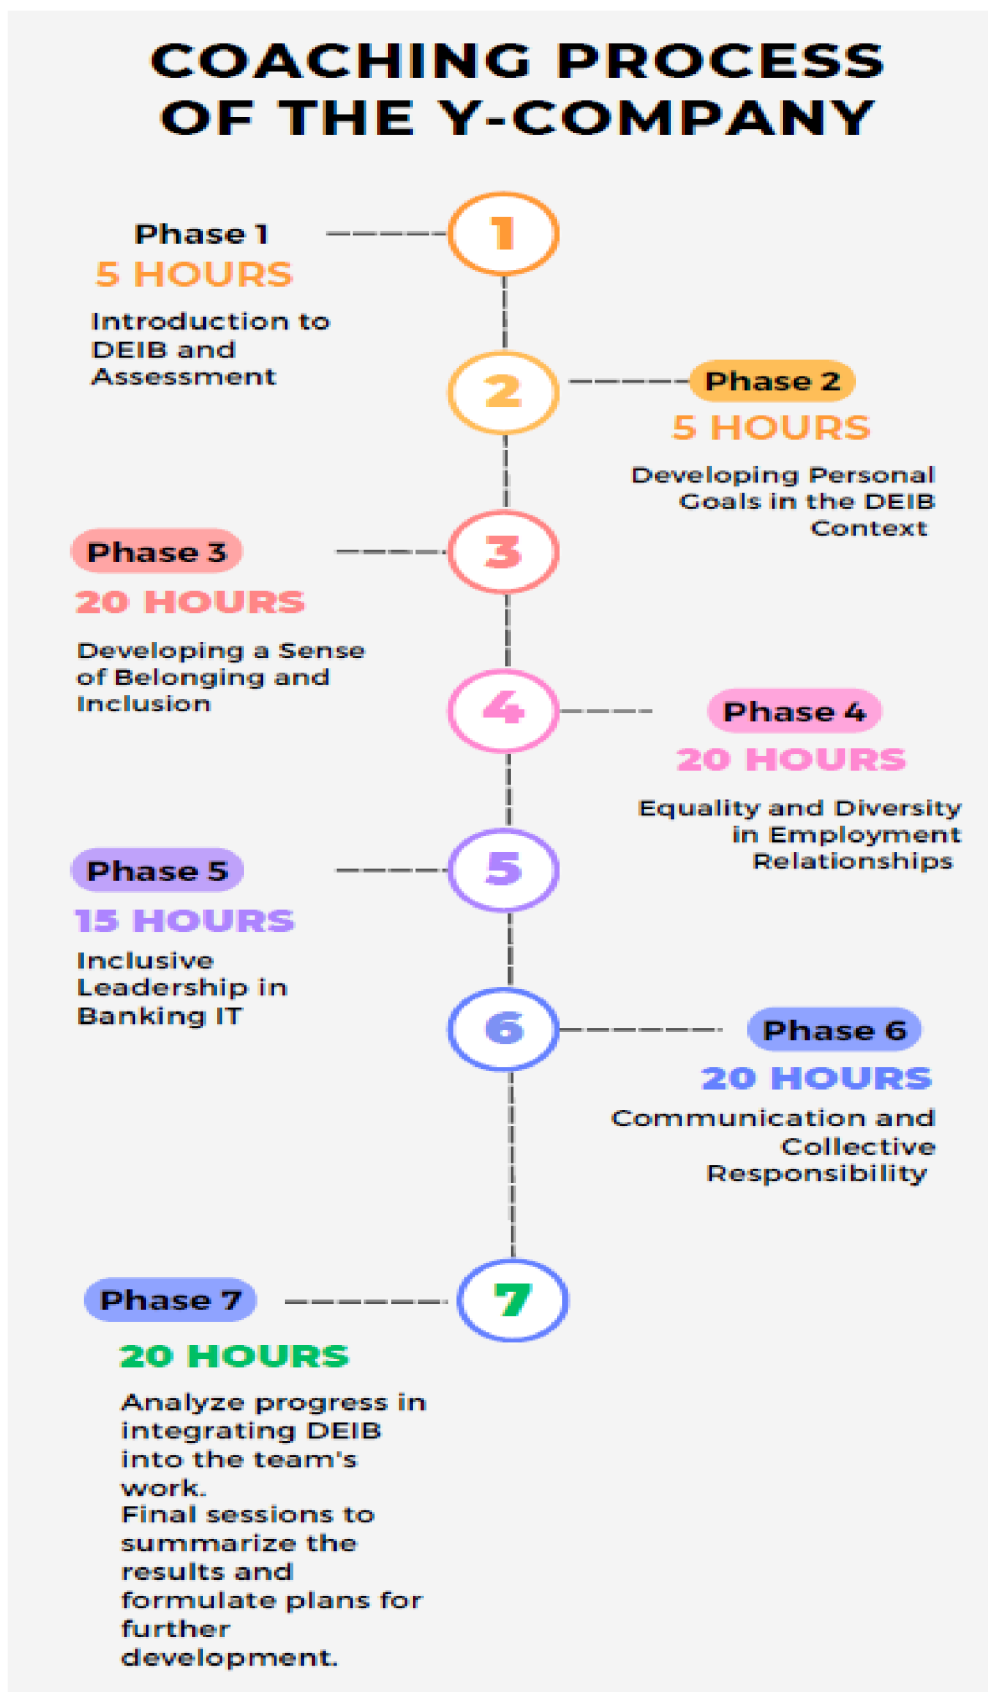 COACHING PROCESS
OF THE Y-COMPANY
1
Phase 1
5 HOURS
Introduction to
DEIB and
Assessment
2
Phase 2
5 HOURS
Developing Personal
Goals in the DEIB
Context
3
Phase 3
20 HOURS
Developing a Sense
of Belonging and
Inclusion
4
Phase 4
20 HOURS
Equality and Diversity
in Employment
Relationships
5
Phase 5
15 HOURS
Inclusive
Leadership in
Banking IT
6
Phase 6
20 HOURS
Communication and
Collective
Responsibility
7
Phase 7
20 HOURS
Analyze progress in
integrating DEIB
into the team's
work.
Final sessions to
summarize the
results and
formulate plans for
further
development.